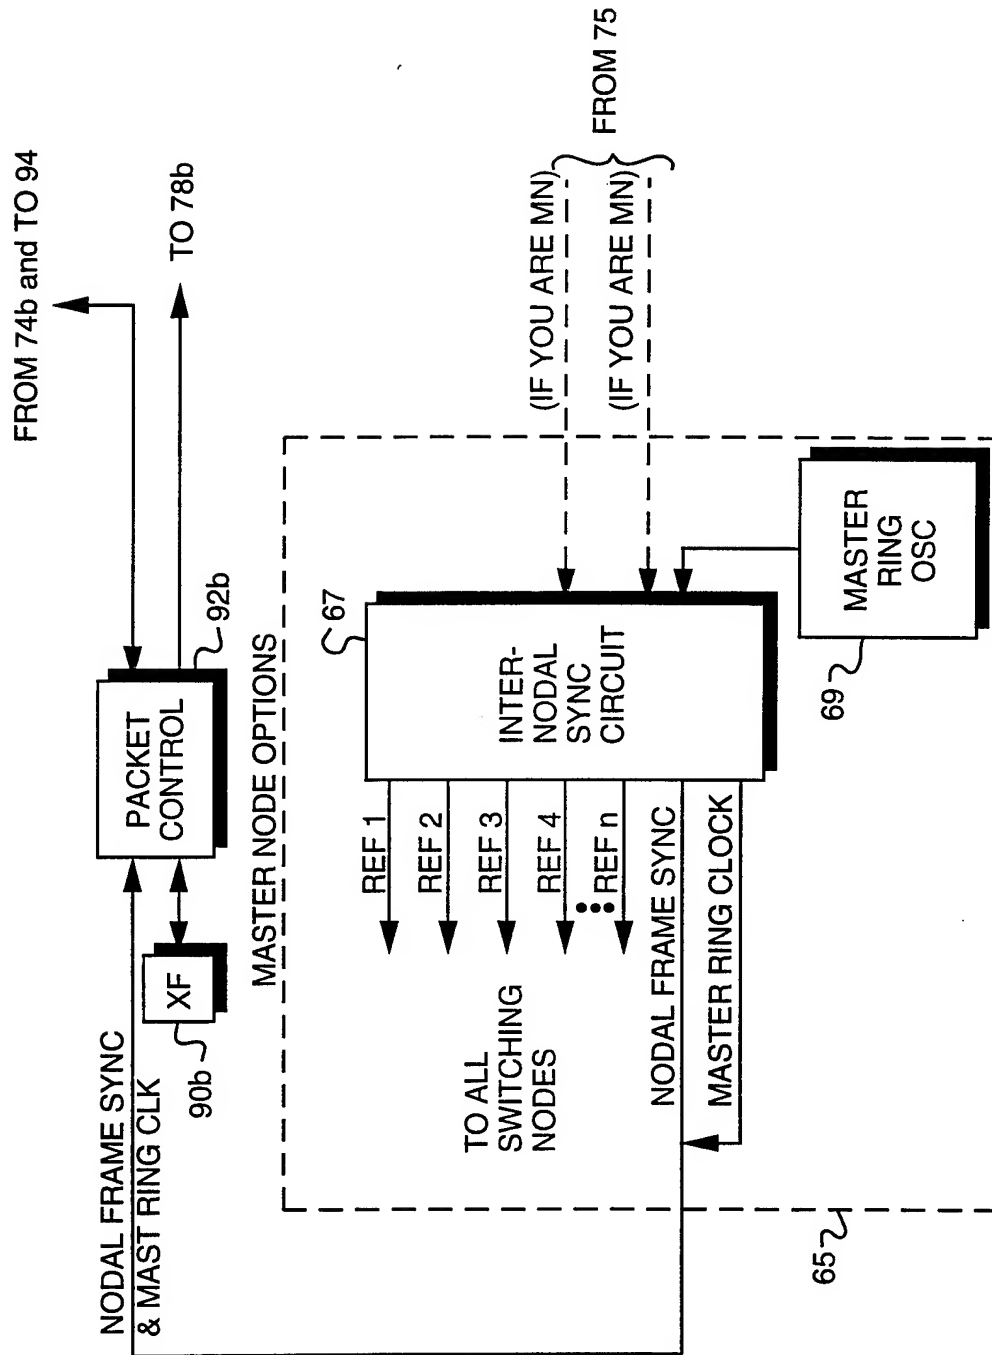 FROM 74b and TO 94
TO 78b
92b
PACKET
CONTROL
NODAL FRAME SYNC
& MAST RING CLK
XF
90b
MASTER NODE OPTIONS
67
INTER-
NODAL
SYNC
CIRCUIT
(IF YOU ARE MN)
(IF YOU ARE MN)
FROM 75
REF 1
REF 2
REF 3
REF 4
REF n
TO ALL
SWITCHING
NODES
NODAL FRAME SYNC
MASTER RING CLOCK
MASTER
RING
OSC
69
65